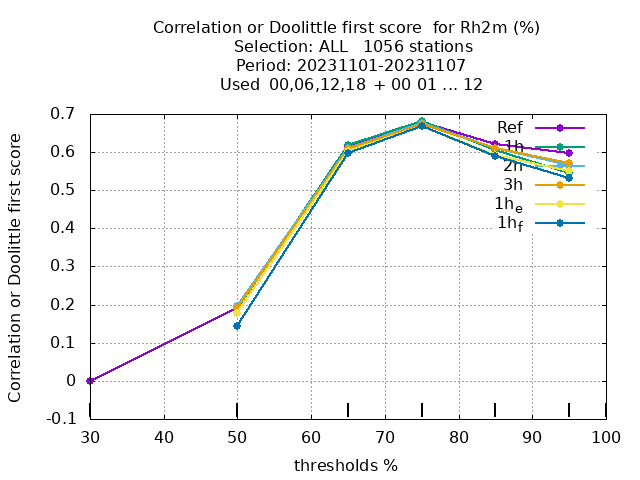 Correlation or Doolittle first score  for Rh2m (%)
Selection: ALL   1056 stations
Period: 20231101-20231107
Used  00,06,12,18  + 00 01 ... 12
Correlation or Doolittle first score
0.7
0.6
0.5
0.4
0.3
0.2
0.1
0
-0.1
Ref
1h
2h
3h
1he
1hf
30
40
50
60
70
80
90
100
thresholds %